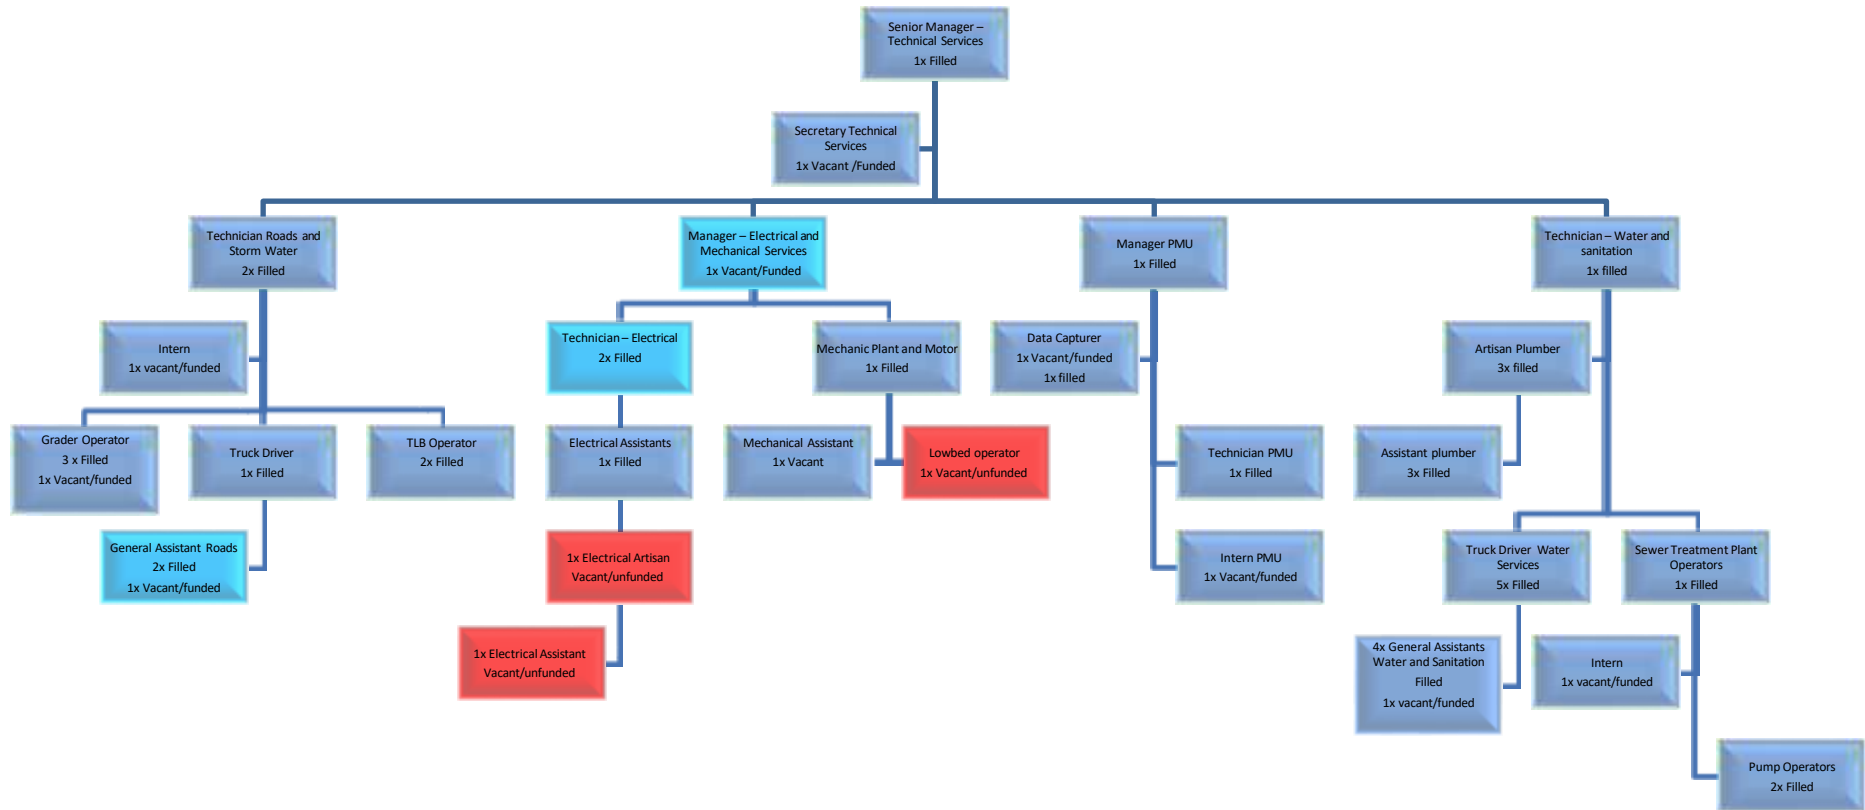 Senior Manager –
Technical Services
1x Filled
Secretary Technical
Services
1x Vacant /Funded
Technician Roads and
Storm Water
2x Filled
Manager – Electrical and
Mechanical Services
1x Vacant/Funded
Manager PMU
1x Filled
Technician – Water and
sanitation
1x filled
Intern
1x vacant/funded
Technician – Electrical
2x Filled
Mechanic Plant and Motor
1x Filled
Data Capturer
1x Vacant/funded
1x filled
Artisan Plumber
3x filled
Grader Operator
3 x Filled
1x Vacant/funded
Truck Driver
1x Filled
TLB Operator
2x Filled
Electrical Assistants
1x Filled
Mechanical Assistant
1x Vacant
Lowbed operator
1x Vacant/unfunded
Technician PMU
1x Filled
Assistant plumber
3x Filled
General Assistant Roads
2x Filled
1x Vacant/funded
1x Electrical Artisan
Vacant/unfunded
Intern PMU
1x Vacant/funded
Truck Driver Water
Services
5x Filled
Sewer Treatment Plant
Operators
1x Filled
1x Electrical Assistant
Vacant/unfunded
4x General Assistants
Water and Sanitation
Filled
1x vacant/funded
Intern
1x vacant/funded
Pump Operators
2x Filled